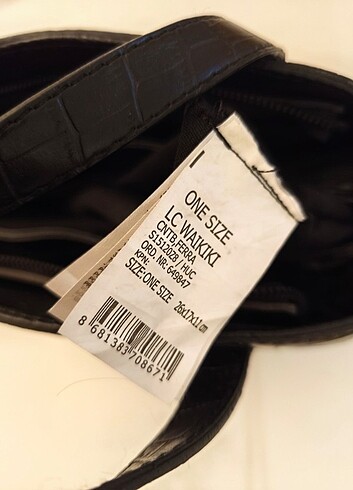 ONE SIZE
LC WAIKIKI
CNTB,FERRA
S1512028 / HUC
ORD. NR: 649847
KPN:
SIZE: ONE SIZE 26x17x11 cm
8 681383 708671